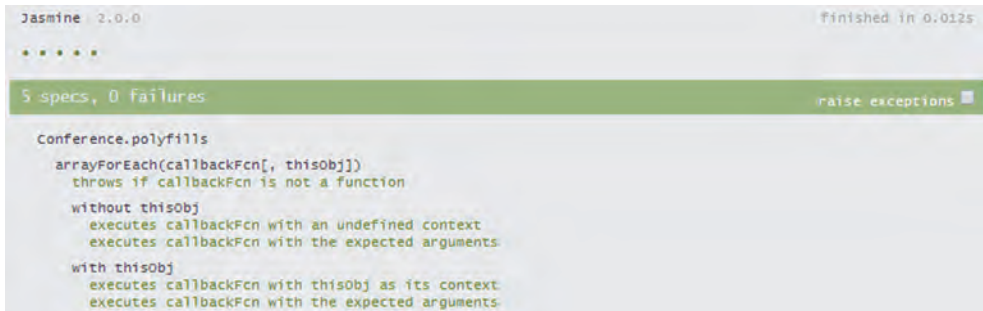 Jasmine 2.0.0 finished in 0.012s
5 specs, 0 failures raise exceptions
Conference.polyfills
arrayForEach(callbackFcn[, thisObj])
throws if callbackFcn is not a function
without thisObj
executes callbackFcn with an undefined context
executes callbackFcn with the expected arguments
with thisObj
executes callbackFcn with thisObj as its context
executes callbackFcn with the expected arguments